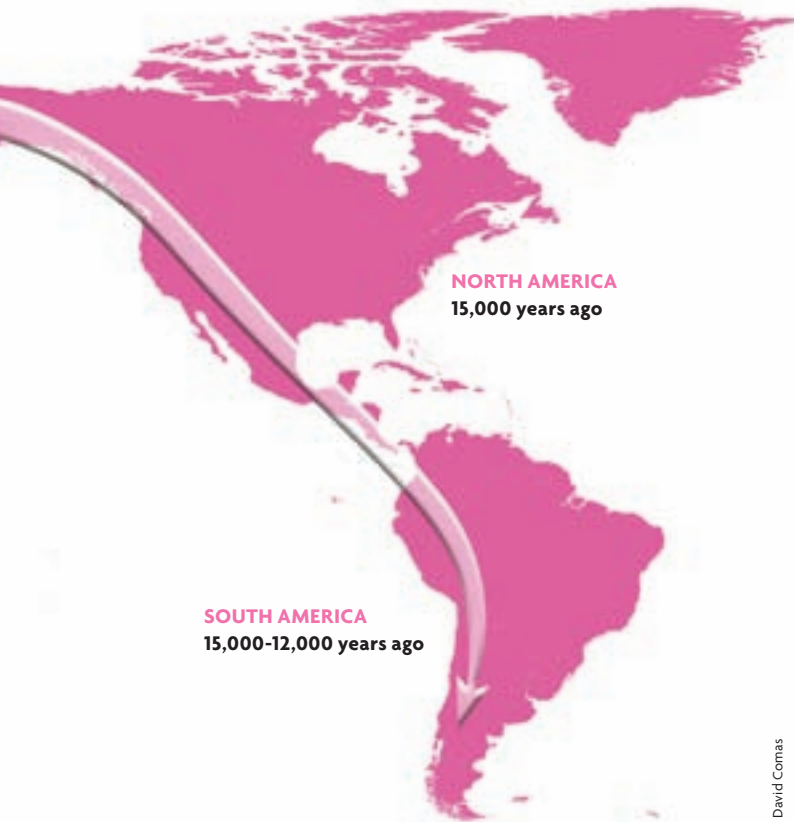 NORTH AMERICA
15,000 years ago
SOUTH AMERICA
15,000-12,000 years ago
David Comas